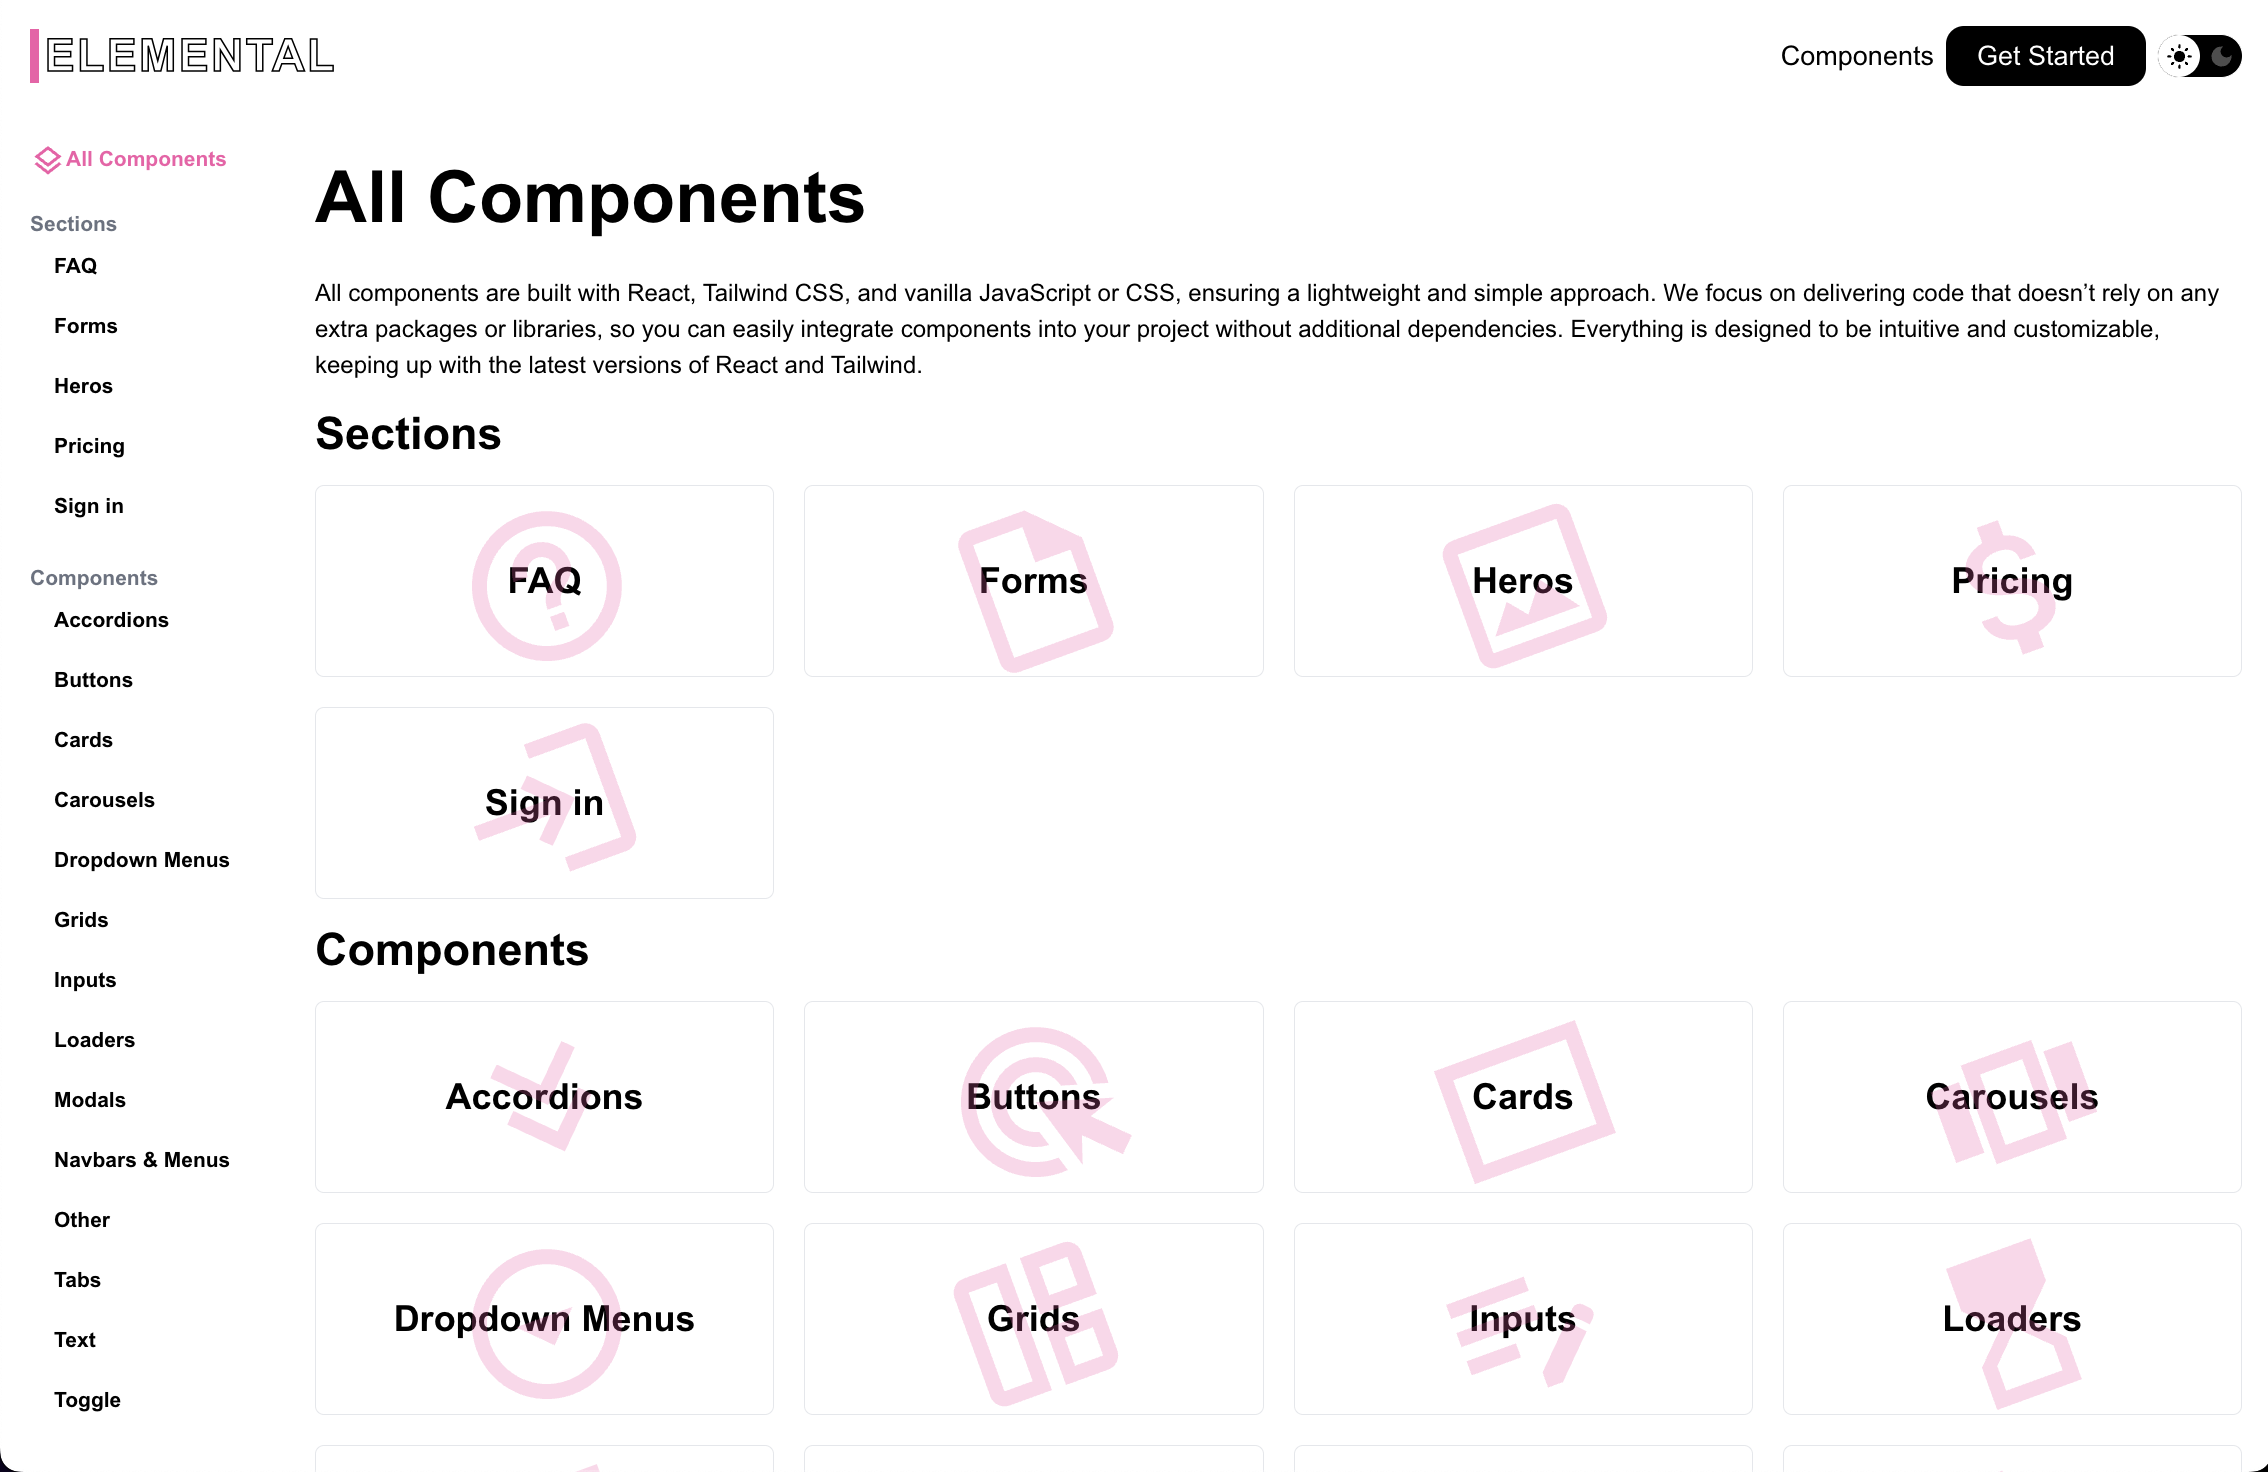 ELEMENTAL
Components
Get Started
All Components
Sections
FAQ
Forms
Heros
Pricing
Sign in
Components
Accordions
Buttons
Cards
Carousels
Dropdown Menus
Grids
Inputs
Loaders
Modals
Navbars & Menus
Other
Tabs
Text
Toggle
All Components
All components are built with React, Tailwind CSS, and vanilla JavaScript or CSS, ensuring a lightweight and simple approach. We focus on delivering code that doesn’t rely on any
extra packages or libraries, so you can easily integrate components into your project without additional dependencies. Everything is designed to be intuitive and customizable,
keeping up with the latest versions of React and Tailwind.
Sections
FAQ
Forms
Heros
Pricing
Sign in
Components
Accordions
Buttons
Cards
Carousels
Dropdown Menus
Grids
Inputs
Loaders